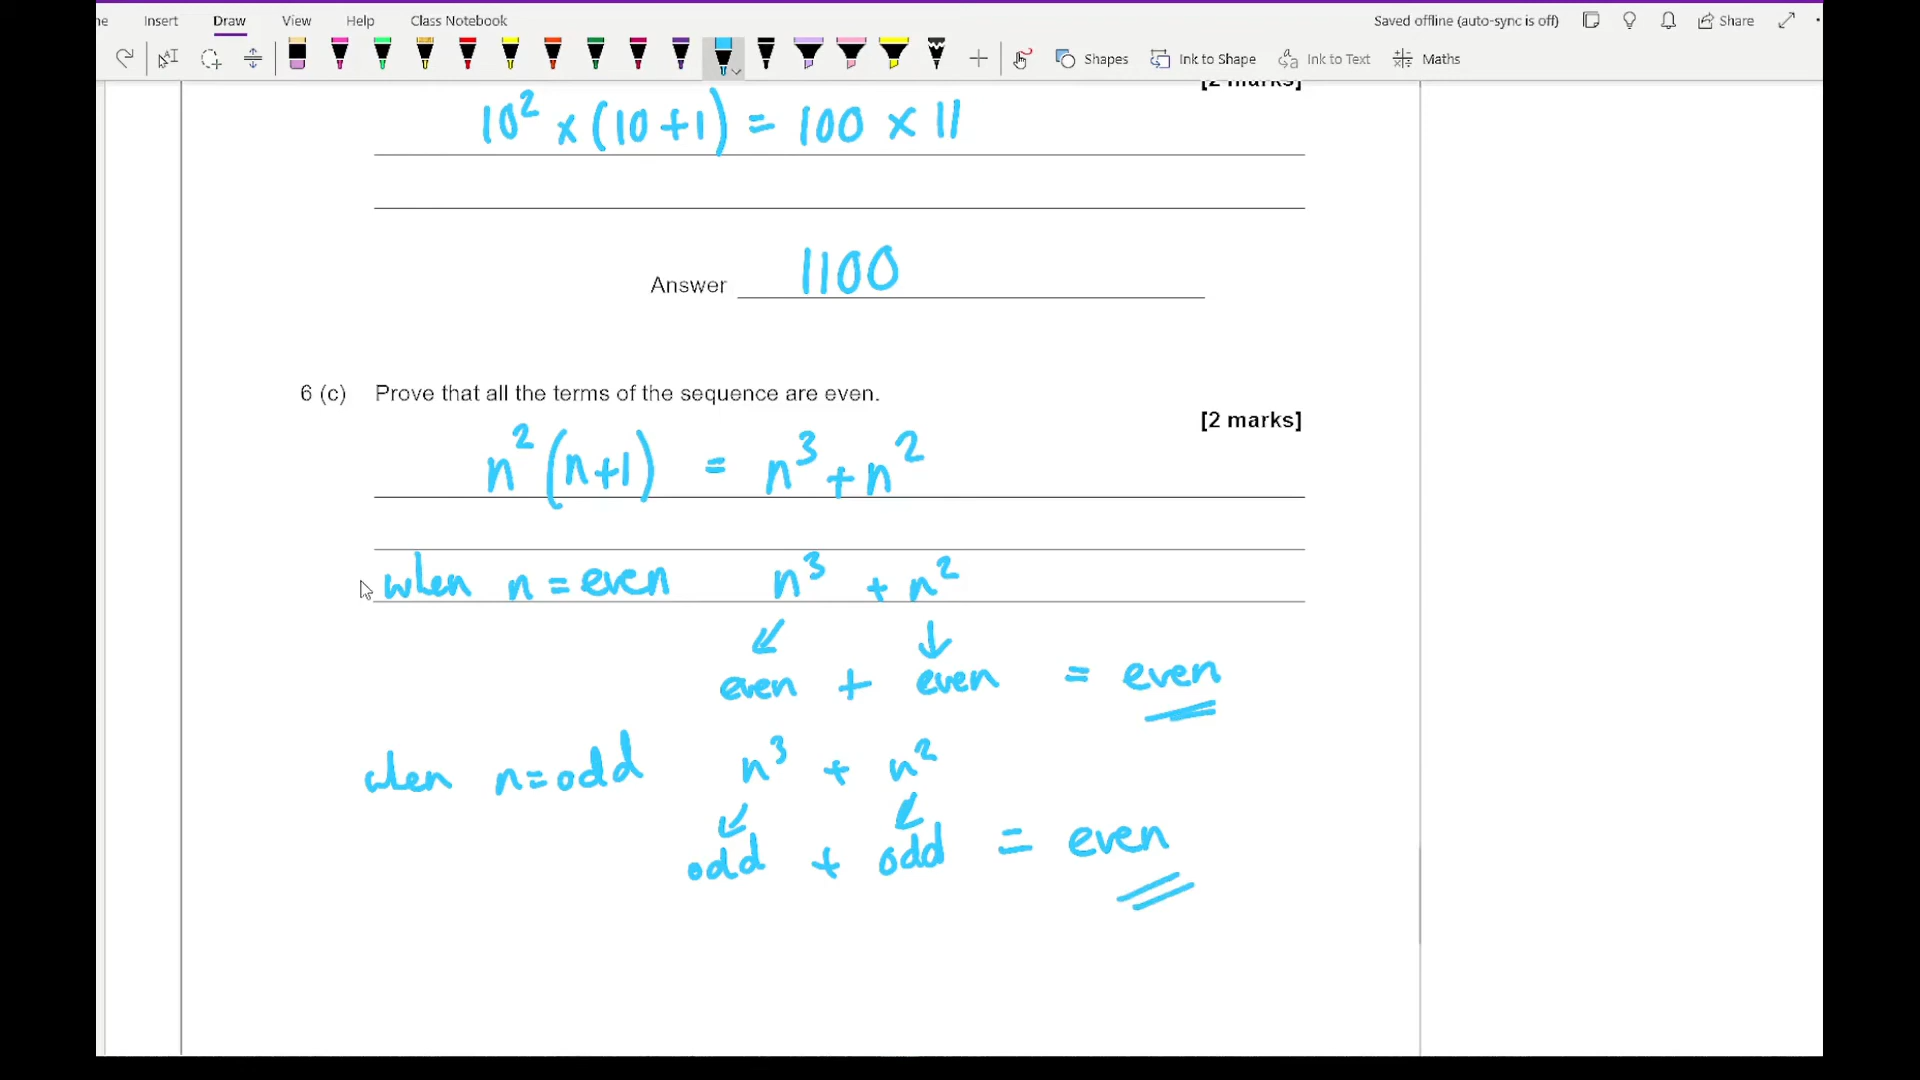 Insert Draw View Help Class Notebook Saved offline (auto-sync is off) Share
Shapes Ink to Shape Ink to Text Maths
[2 marks]
10² × (10+1) = 100 × 11
Answer 1100
6 (c) Prove that all the terms of the sequence are even.
[2 marks]
n² (n+1) = n³ + n²
when n = even n³ + n²
even + even = even
when n = odd n³ + n²
odd + odd = even